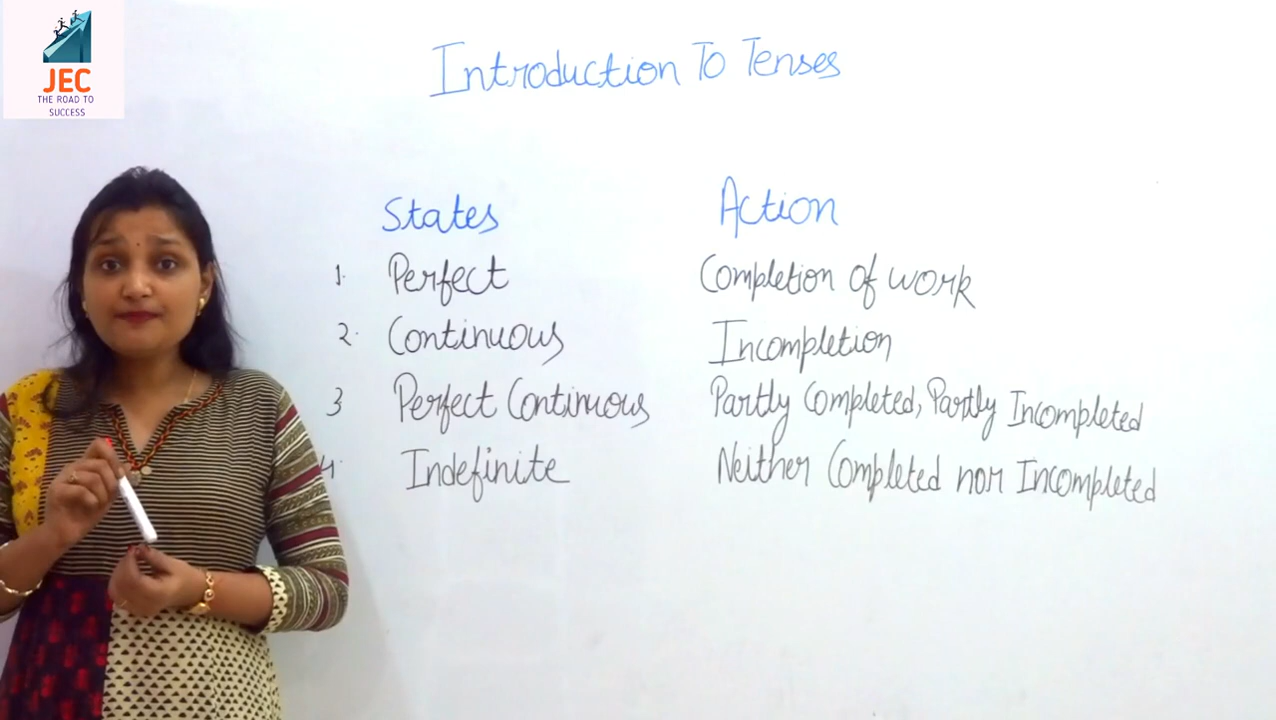 JEC
THE ROAD TO
SUCCESS
Introduction To Tenses
States Action
1. Perfect Completion of work
2. Continuous Incompletion
3 Perfect Continuous Partly Completed, Partly Incompleted
4. Indefinite Neither Completed nor Incompleted